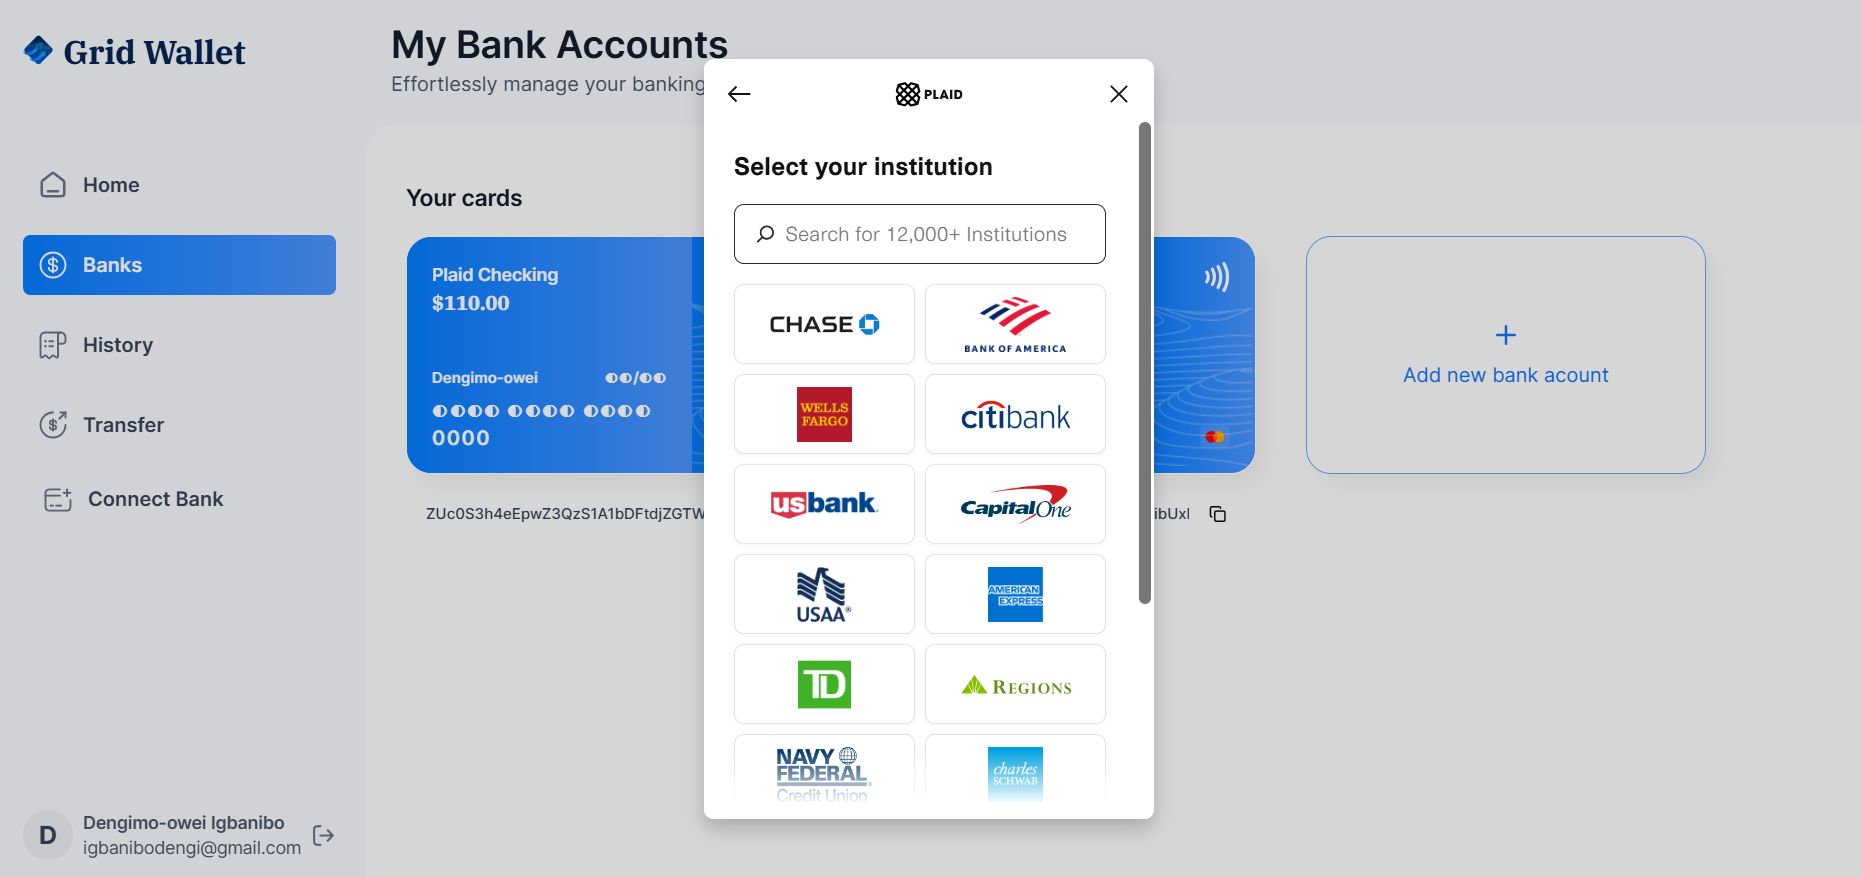 Grid Wallet
Home
Banks
History
Transfer
Connect Bank
D
Dengimo-owei Igbanibo
igbanibodengi@gmail.com
My Bank Accounts
Effortlessly manage your banking
Your cards
Plaid Checking
$110.00
Dengimo-owei ◐◐/◐◐
◐◐◐◐ ◐◐◐◐ ◐◐◐◐
0000
ZUc0S3h4eEpwZ3QzS1A1bDFtdjZGTW
ibUxl
+
Add new bank acount
PLAID
Select your institution
Search for 12,000+ Institutions
CHASE
BANK OF AMERICA
WELLS
FARGO
citibank
usbank
Capital One
USAA®
AMERICAN
EXPRESS
TD
REGIONS
NAVY
FEDERAL
Credit Union
charles
SCHWAB